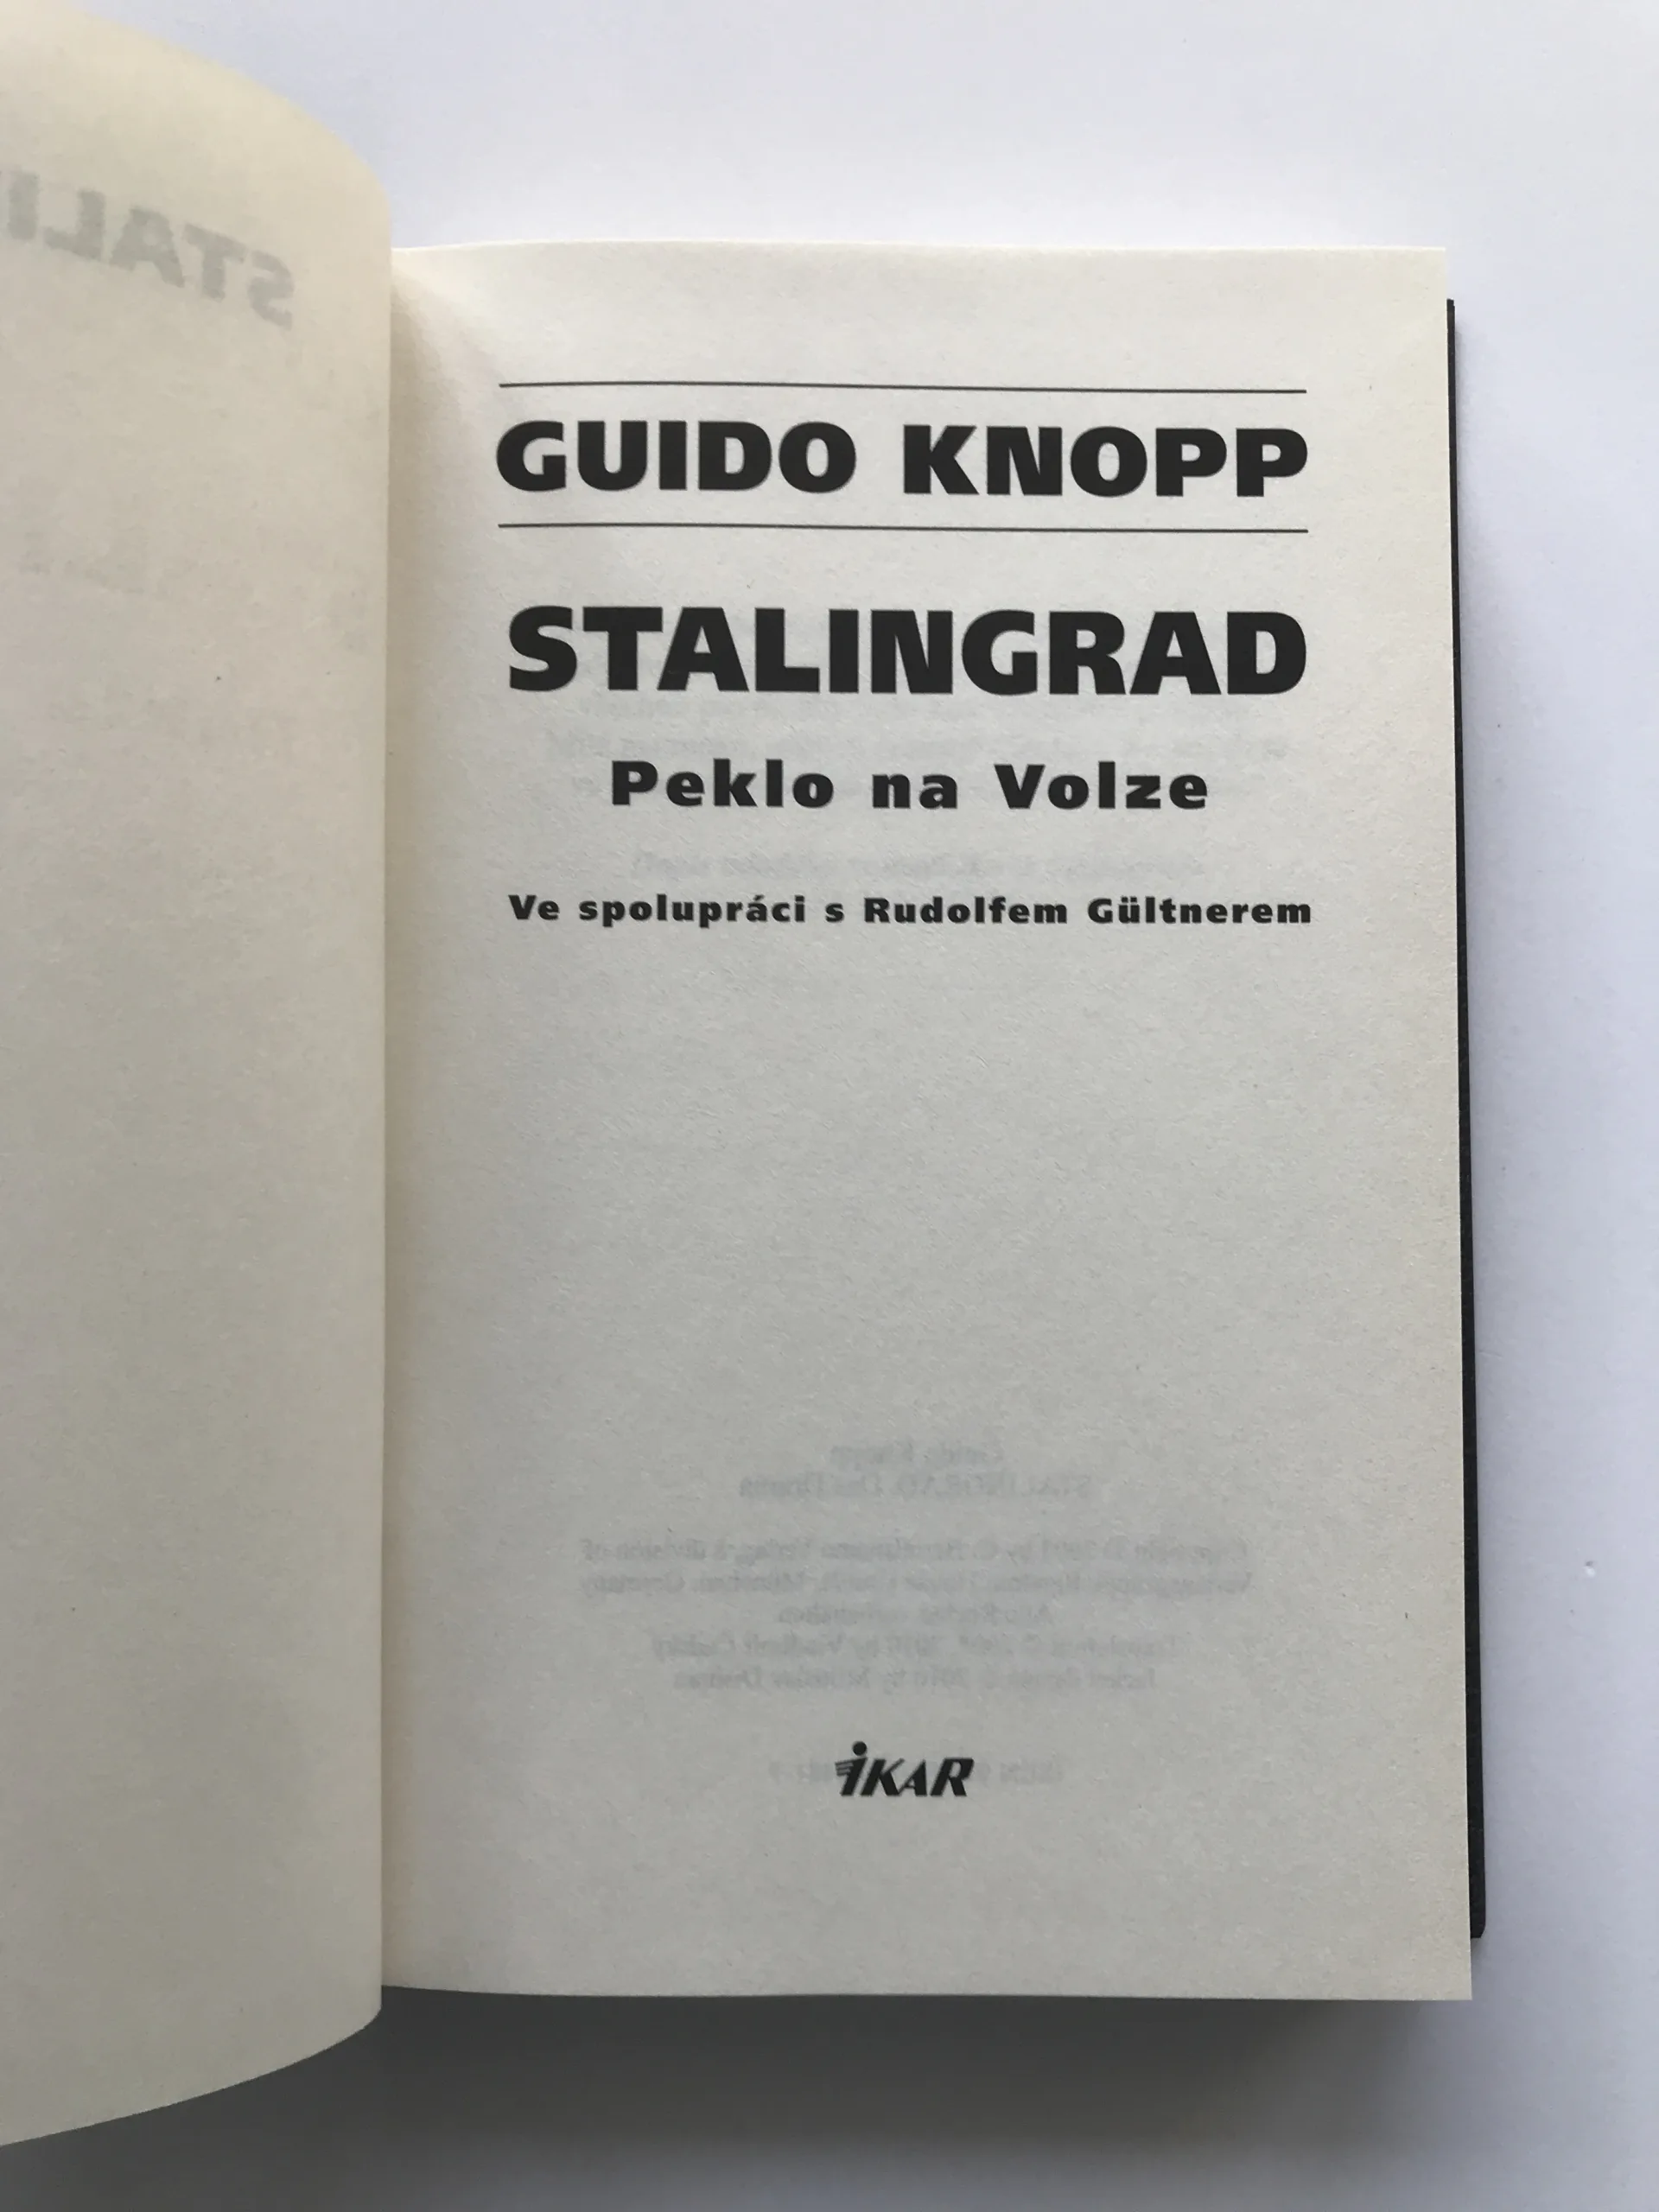 GUIDO KNOPP
STALINGRAD
Peklo na Volze
Ve spolupráci s Rudolfem Gültnerem
IKAR